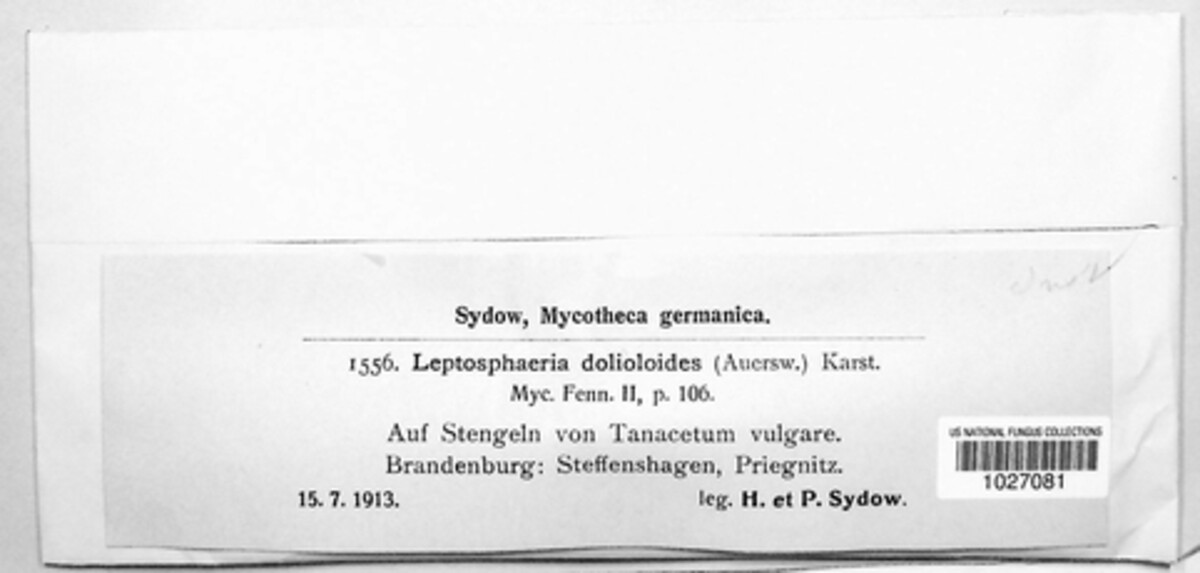 Sydow, Mycotheca germanica.
1556. Leptosphaeria dolioloides (Auersw.) Karst.
Myc. Fenn. II, p. 106.
Auf Stengeln von Tanacetum vulgare.
Brandenburg: Steffenshagen, Priegnitz.
15. 7. 1913. leg. H. et P. Sydow.
US NATIONAL FUNGUS COLLECTIONS
1027081